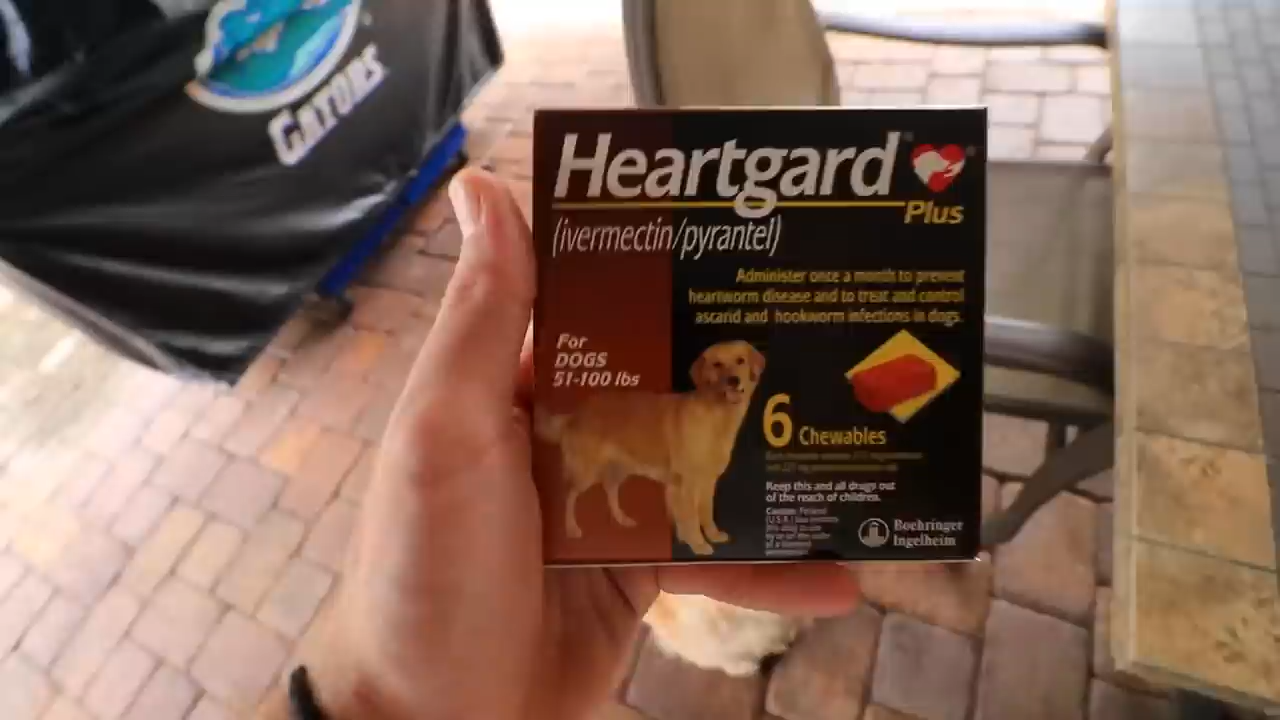 GATORS
Heartgard®
Plus
(ivermectin/pyrantel)
Administer once a month to prevent
heartworm disease and to treat and control
ascarid and hookworm infections in dogs.
For
DOGS
51-100 lbs
6 Chewables
Keep this and all drugs out
of the reach of children.
Boehringer
Ingelheim